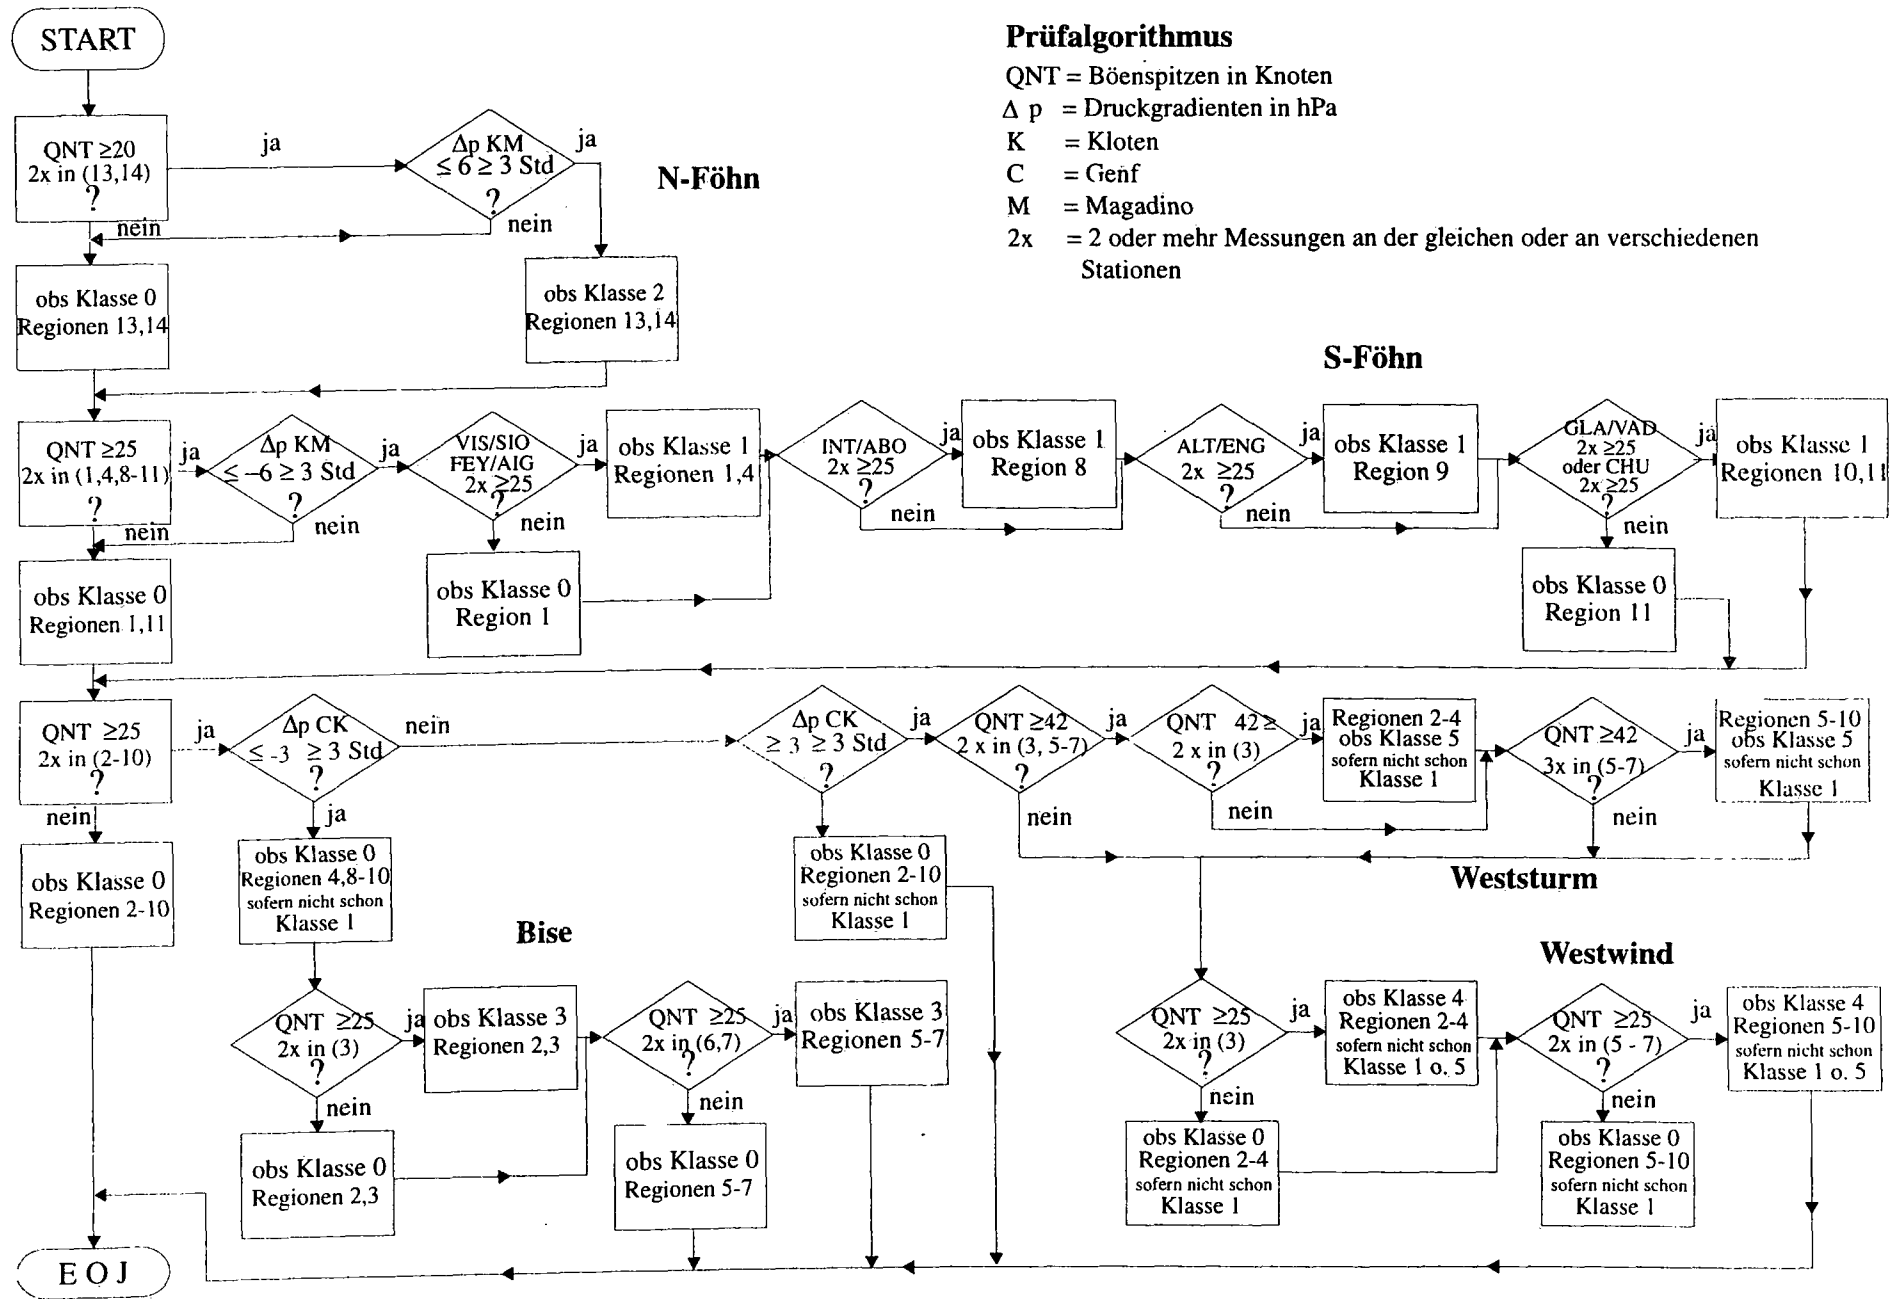 START
Prüfalgorithmus
QNT = Böenspitzen in Knoten
Δ p = Druckgradienten in hPa
K = Kloten
C = Genf
M = Magadino
2x = 2 oder mehr Messungen an der gleichen oder an verschiedenen
Stationen
QNT ≥20
2x in (13,14)
?
ja
nein
Δp KM
≤ 6 ≥ 3 Std
?
ja
nein
N-Föhn
obs Klasse 0
Regionen 13,14
obs Klasse 2
Regionen 13,14
S-Föhn
QNT ≥25
2x in (1,4,8-11)
?
ja
nein
Δp KM
≤ −6 ≥ 3 Std
?
ja
nein
VIS/SIO
FEY/AIG
2x ≥25
?
ja
nein
obs Klasse 1
Regionen 1,4
INT/ABO
2x ≥25
?
ja
nein
obs Klasse 1
Region 8
ALT/ENG
2x ≥25
?
ja
nein
obs Klasse 1
Region 9
GLA/VAD
2x ≥25
oder CHU
2x ≥25
?
ja
nein
obs Klasse 1
Regionen 10,11
obs Klasse 0
Regionen 1,11
obs Klasse 0
Region 1
obs Klasse 0
Region 11
QNT ≥25
2x in (2-10)
?
ja
nein
Δp CK
≤ -3 ≥ 3 Std
?
nein
ja
Δp CK
≥ 3 ≥ 3 Std
?
ja
QNT ≥42
2 x in (3, 5-7)
?
ja
nein
QNT 42≥
2 x in (3)
?
ja
nein
Regionen 2-4
obs Klasse 5
sofern nicht schon
Klasse 1
QNT ≥42
3x in (5-7)
?
ja
nein
Regionen 5-10
obs Klasse 5
sofern nicht schon
Klasse 1
obs Klasse 0
Regionen 2-10
obs Klasse 0
Regionen 4,8-10
sofern nicht schon
Klasse 1
obs Klasse 0
Regionen 2-10
sofern nicht schon
Klasse 1
Weststurm
Bise
Westwind
QNT ≥25
2x in (3)
?
ja
nein
obs Klasse 3
Regionen 2,3
QNT ≥25
2x in (6,7)
?
ja
nein
obs Klasse 3
Regionen 5-7
QNT ≥25
2x in (3)
?
ja
nein
obs Klasse 4
Regionen 2-4
sofern nicht schon
Klasse 1 o. 5
QNT ≥25
2x in (5 - 7)
?
ja
nein
obs Klasse 4
Regionen 5-10
sofern nicht schon
Klasse 1 o. 5
obs Klasse 0
Regionen 2,3
obs Klasse 0
Regionen 5-7
obs Klasse 0
Regionen 2-4
sofern nicht schon
Klasse 1
obs Klasse 0
Regionen 5-10
sofern nicht schon
Klasse 1
E O J